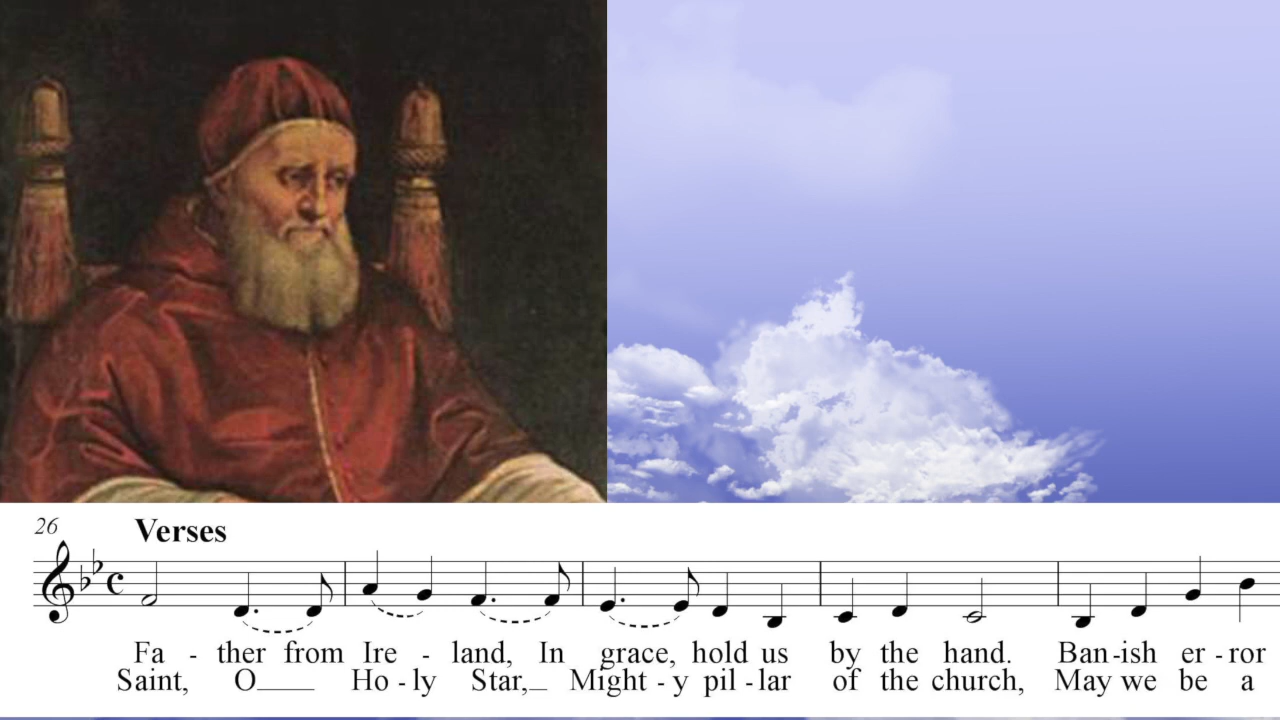 26 Verses
Fa - ther from Ire - land, In grace, hold us by the hand. Ban - ish er - ror
Saint, O___ Ho - ly Star,_ Might - y pil - lar of the church, May we be a